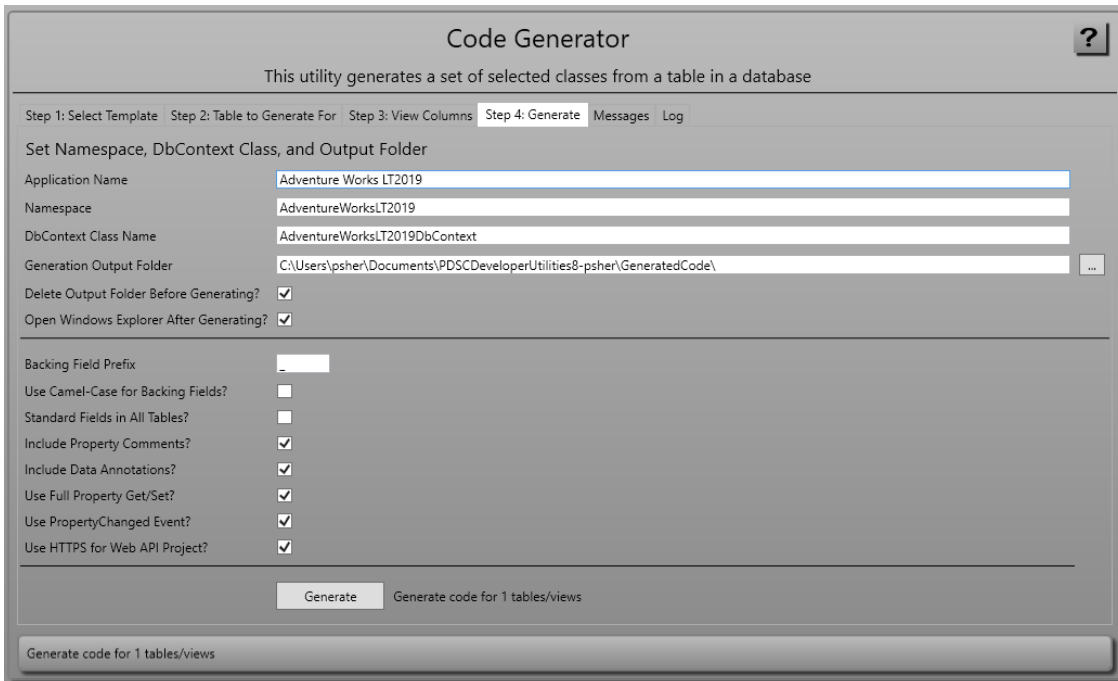 Code Generator
?
This utility generates a set of selected classes from a table in a database
Step 1: Select Template Step 2: Table to Generate For Step 3: View Columns Step 4: Generate Messages Log
Set Namespace, DbContext Class, and Output Folder
Application Name Adventure Works LT2019
Namespace AdventureWorksLT2019
DbContext Class Name AdventureWorksLT2019DbContext
Generation Output Folder C:\Users\psher\Documents\PDSCDeveloperUtilities8-psher\GeneratedCode\ ...
Delete Output Folder Before Generating?
Open Windows Explorer After Generating?
Backing Field Prefix _
Use Camel-Case for Backing Fields?
Standard Fields in All Tables?
Include Property Comments?
Include Data Annotations?
Use Full Property Get/Set?
Use PropertyChanged Event?
Use HTTPS for Web API Project?
Generate Generate code for 1 tables/views
Generate code for 1 tables/views